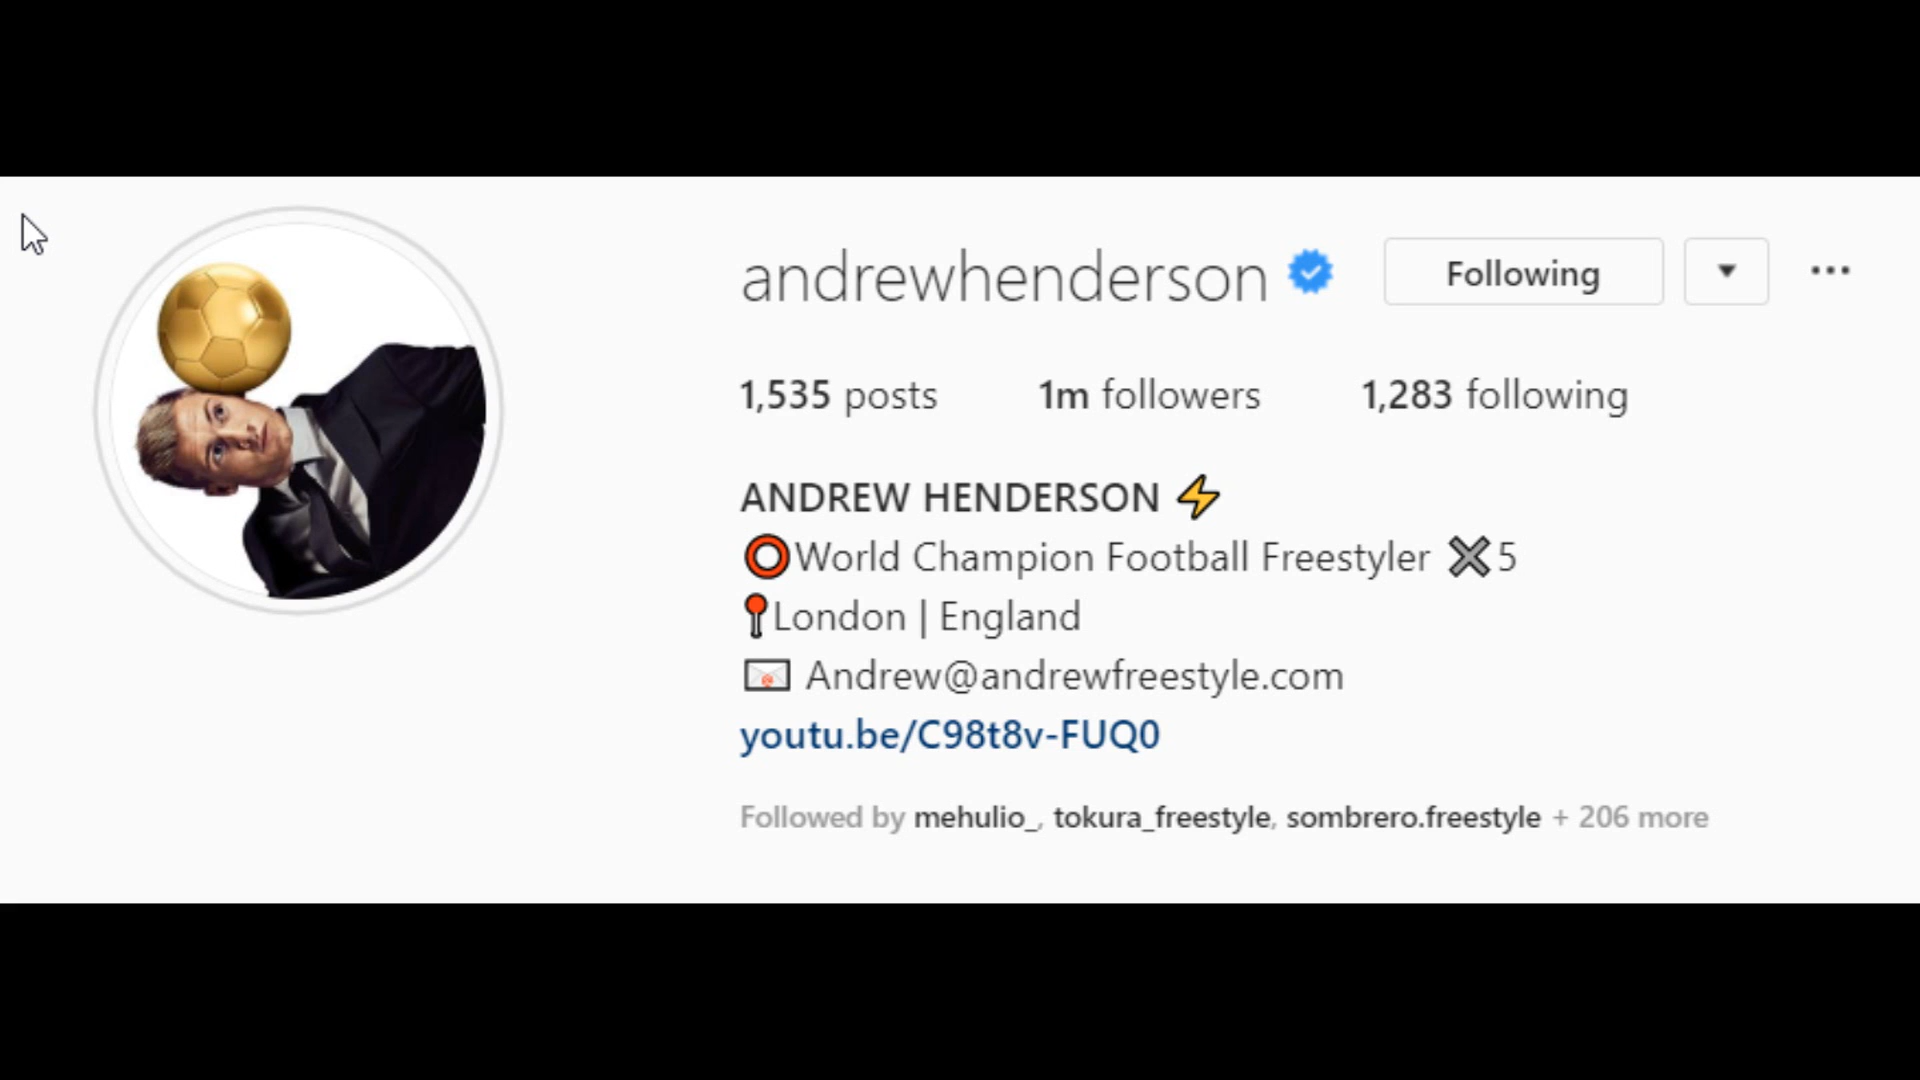 andrewhenderson Following
1,535 posts 1m followers 1,283 following
ANDREW HENDERSON ⚡
⭕World Champion Football Freestyler ✖5
📍London | England
📧 Andrew@andrewfreestyle.com
youtu.be/C98t8v-FUQ0
Followed by mehulio_, tokura_freestyle, sombrero.freestyle + 206 more